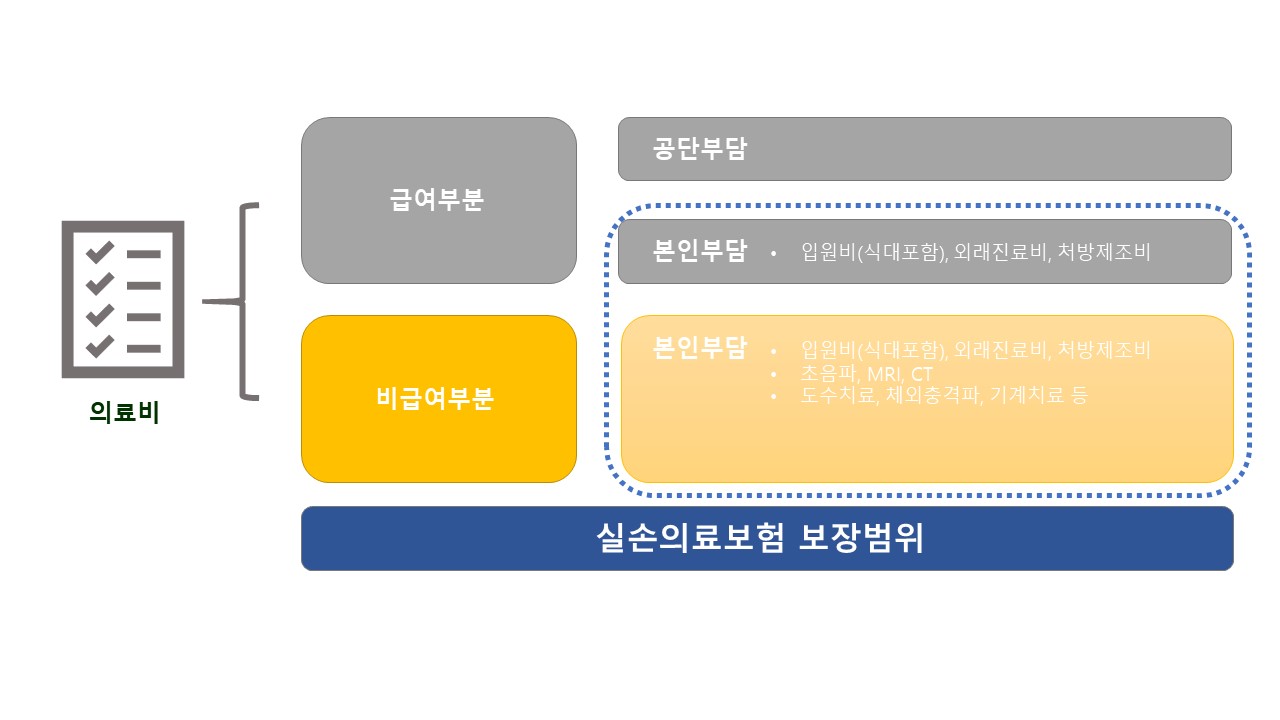 의료비
급여부분
공단부담
본인부담
• 입원비(식대포함), 외래진료비, 처방제조비
비급여부분
본인부담
• 입원비(식대포함), 외래진료비, 처방제조비
• 초음파, MRI, CT
• 도수치료, 체외충격파, 기계치료 등
실손의료보험 보장범위